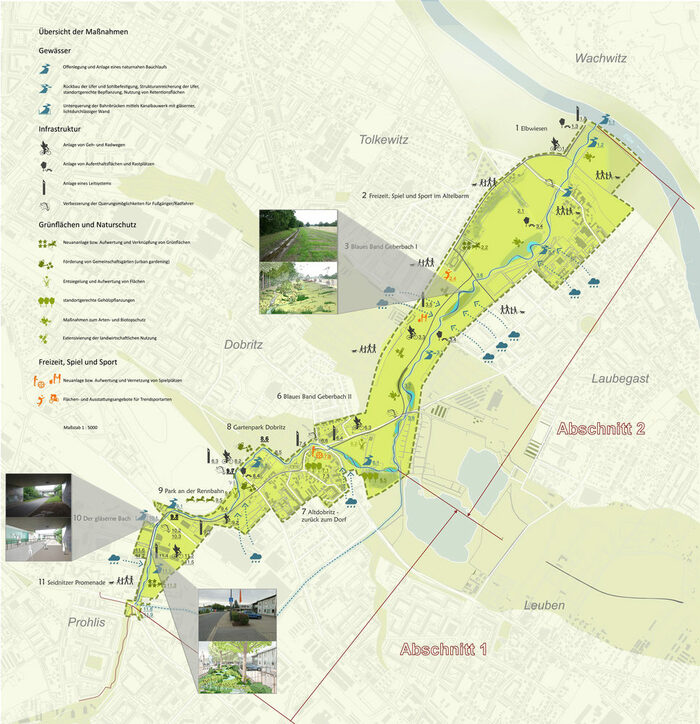 Übersicht der Maßnahmen
Gewässer
Offenlegung und Anlage eines naturnahen Bauchlaufs
Rückbau der Ufer und Sohlbefestigung, Strukturanreicherung der Ufer,
standortgerechte Bepflanzung, Nutzung von Retentionsflächen
Unterquerung der Bahnbrücken mittels Kanalbauwerk mit gläserner,
lichtdurchlässiger Wand
Infrastruktur
Anlage von Geh- und Radwegen
Anlage von Aufenthaltsflächen und Rastplätzen
Anlage eines Leitsystems
Verbesserung der Querungsmöglichkeiten für Fußgänger/Radfahrer
Grünflächen und Naturschutz
Neuanlage bzw. Aufwertung und Verknüpfung von Grünflächen
Förderung von Gemeinschaftsgärten (urban gardening)
Entsiegelung und Aufwertung von Flächen
standortgerechte Gehölzpflanzungen
Maßnahmen zum Arten- und Biotopschutz
Extensivierung der landwirtschaftlichen Nutzung
Freizeit, Spiel und Sport
Neuanlage bzw. Aufwertung und Vernetzung von Spielplätzen
Flächen- und Ausstattungsangebote für Trendsportarten
Maßstab 1 : 5000
Wachwitz
1 Elbwiesen
Tolkewitz
2 Freizeit, Spiel und Sport im Altelbarm
3 Blaues Band Geberbach I
Dobritz
Laubegast
6 Blaues Band Geberbach II
8 Gartenpark Dobritz
Abschnitt 2
9 Park an der Rennbahn
7 Altdobritz -
zurück zum Dorf
10 Der gläserne Bach
11 Seidnitzer Promenade
Leuben
Prohlis
Abschnitt 1